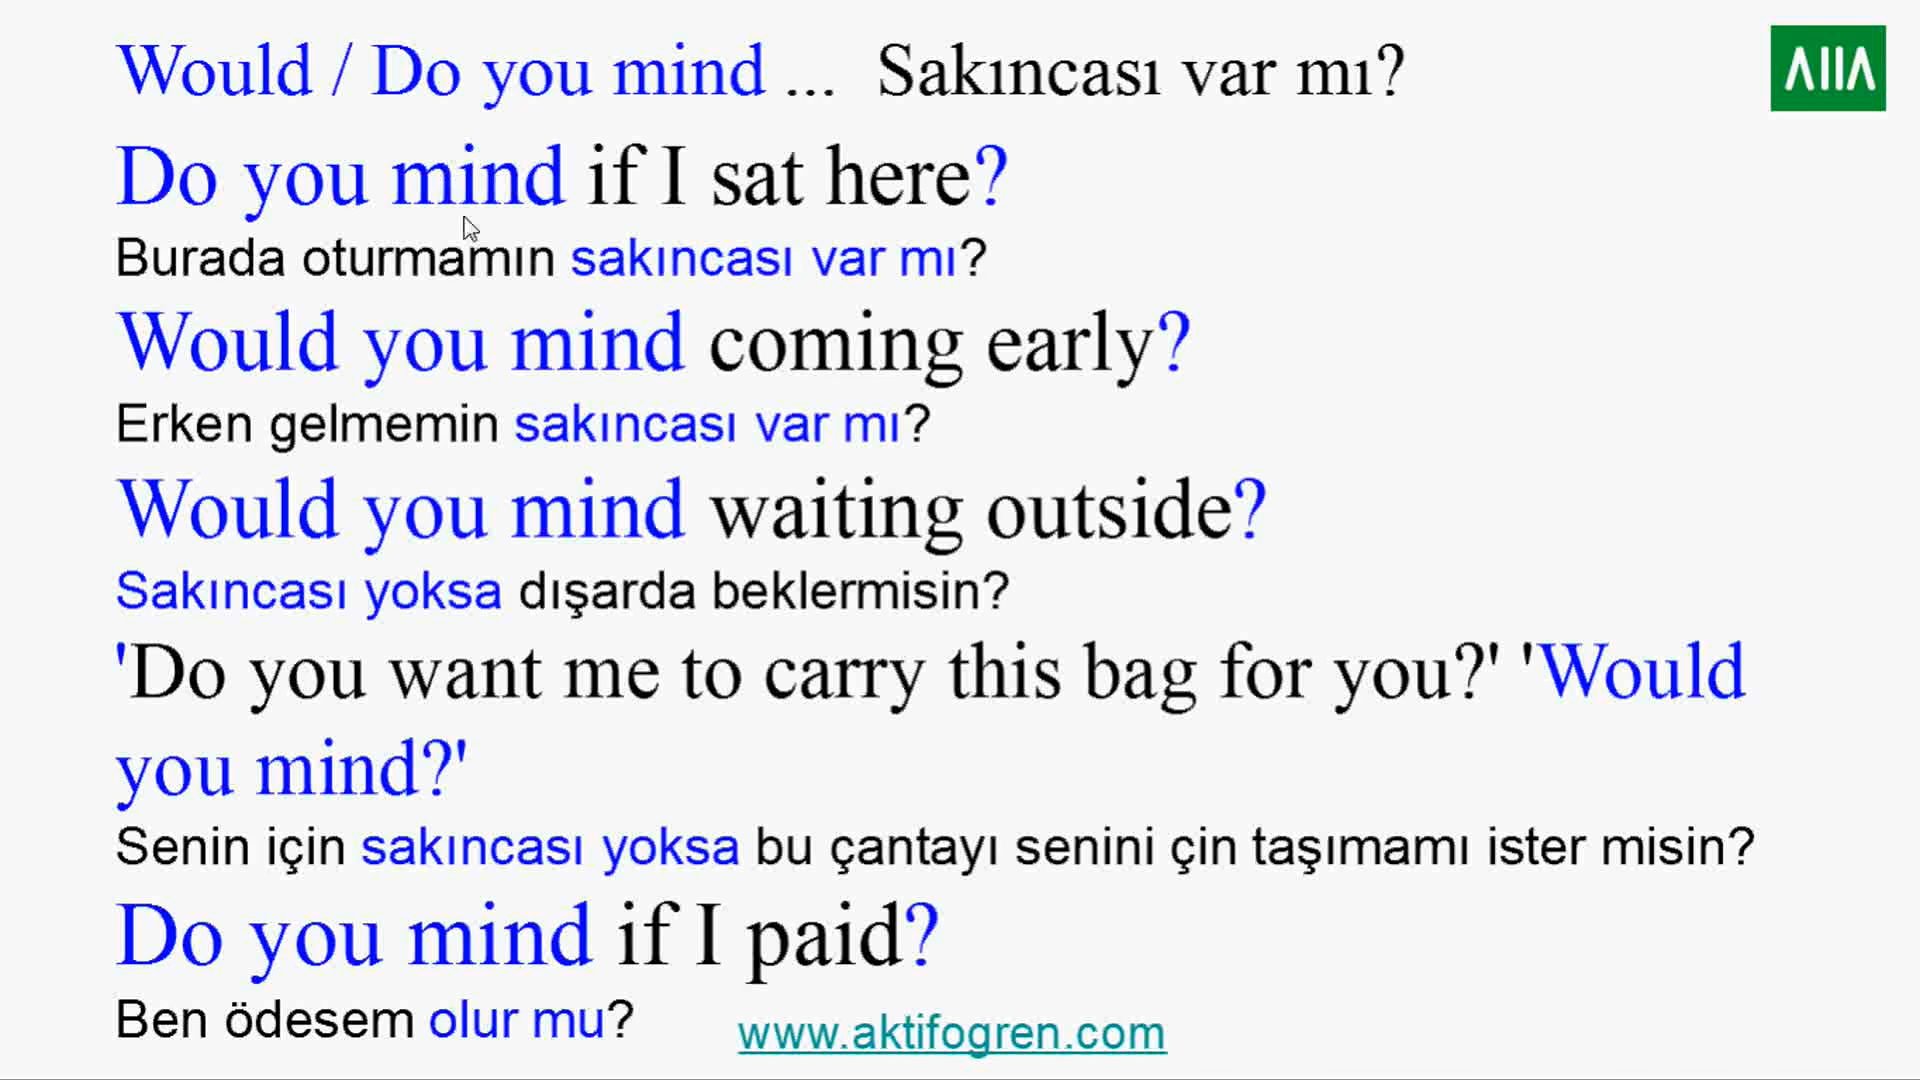 Would / Do you mind ... Sakıncası var mı?
Do you mind if I sat here?
Burada oturmamın sakıncası var mı?
Would you mind coming early?
Erken gelmemin sakıncası var mı?
Would you mind waiting outside?
Sakıncası yoksa dışarda beklermisin?
'Do you want me to carry this bag for you?' 'Would
you mind?'
Senin için sakıncası yoksa bu çantayı senini çin taşımamı ister misin?
Do you mind if I paid?
Ben ödesem olur mu?
www.aktifogren.com